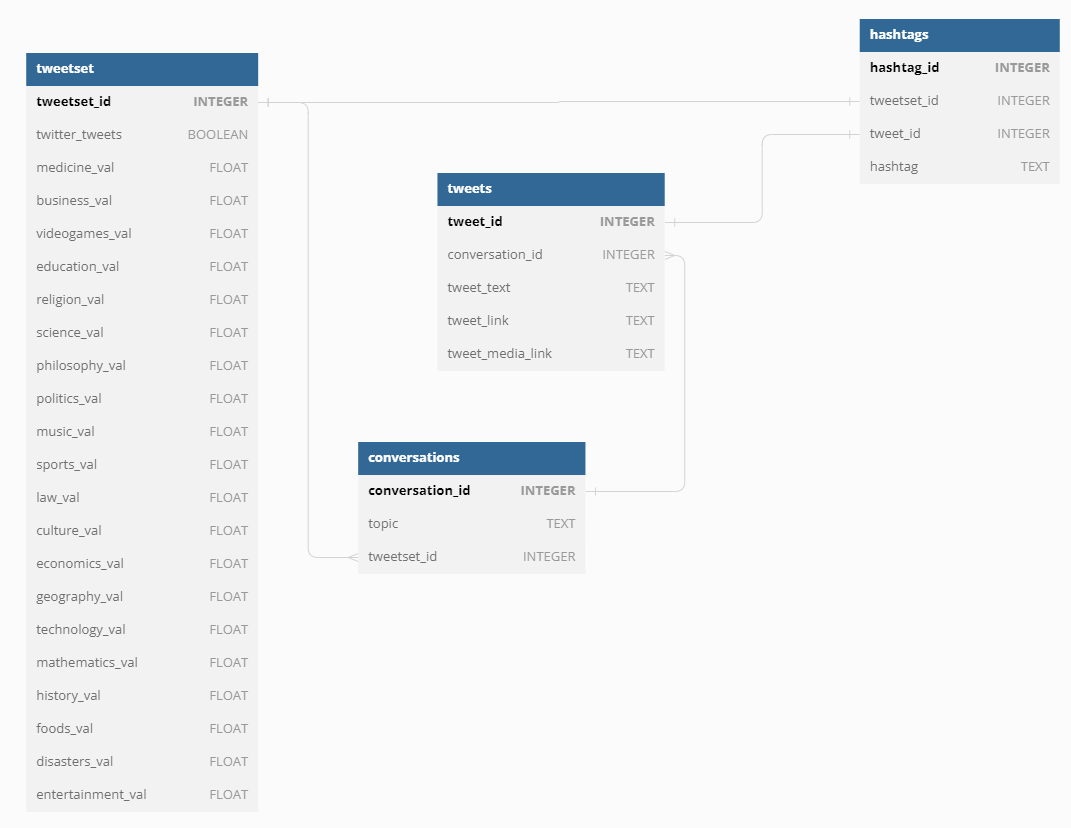 tweetset
tweetset_id INTEGER
twitter_tweets BOOLEAN
medicine_val FLOAT
business_val FLOAT
videogames_val FLOAT
education_val FLOAT
religion_val FLOAT
science_val FLOAT
philosophy_val FLOAT
politics_val FLOAT
music_val FLOAT
sports_val FLOAT
law_val FLOAT
culture_val FLOAT
economics_val FLOAT
geography_val FLOAT
technology_val FLOAT
mathematics_val FLOAT
history_val FLOAT
foods_val FLOAT
disasters_val FLOAT
entertainment_val FLOAT
tweets
tweet_id INTEGER
conversation_id INTEGER
tweet_text TEXT
tweet_link TEXT
tweet_media_link TEXT
conversations
conversation_id INTEGER
topic TEXT
tweetset_id INTEGER
hashtags
hashtag_id INTEGER
tweetset_id INTEGER
tweet_id INTEGER
hashtag TEXT